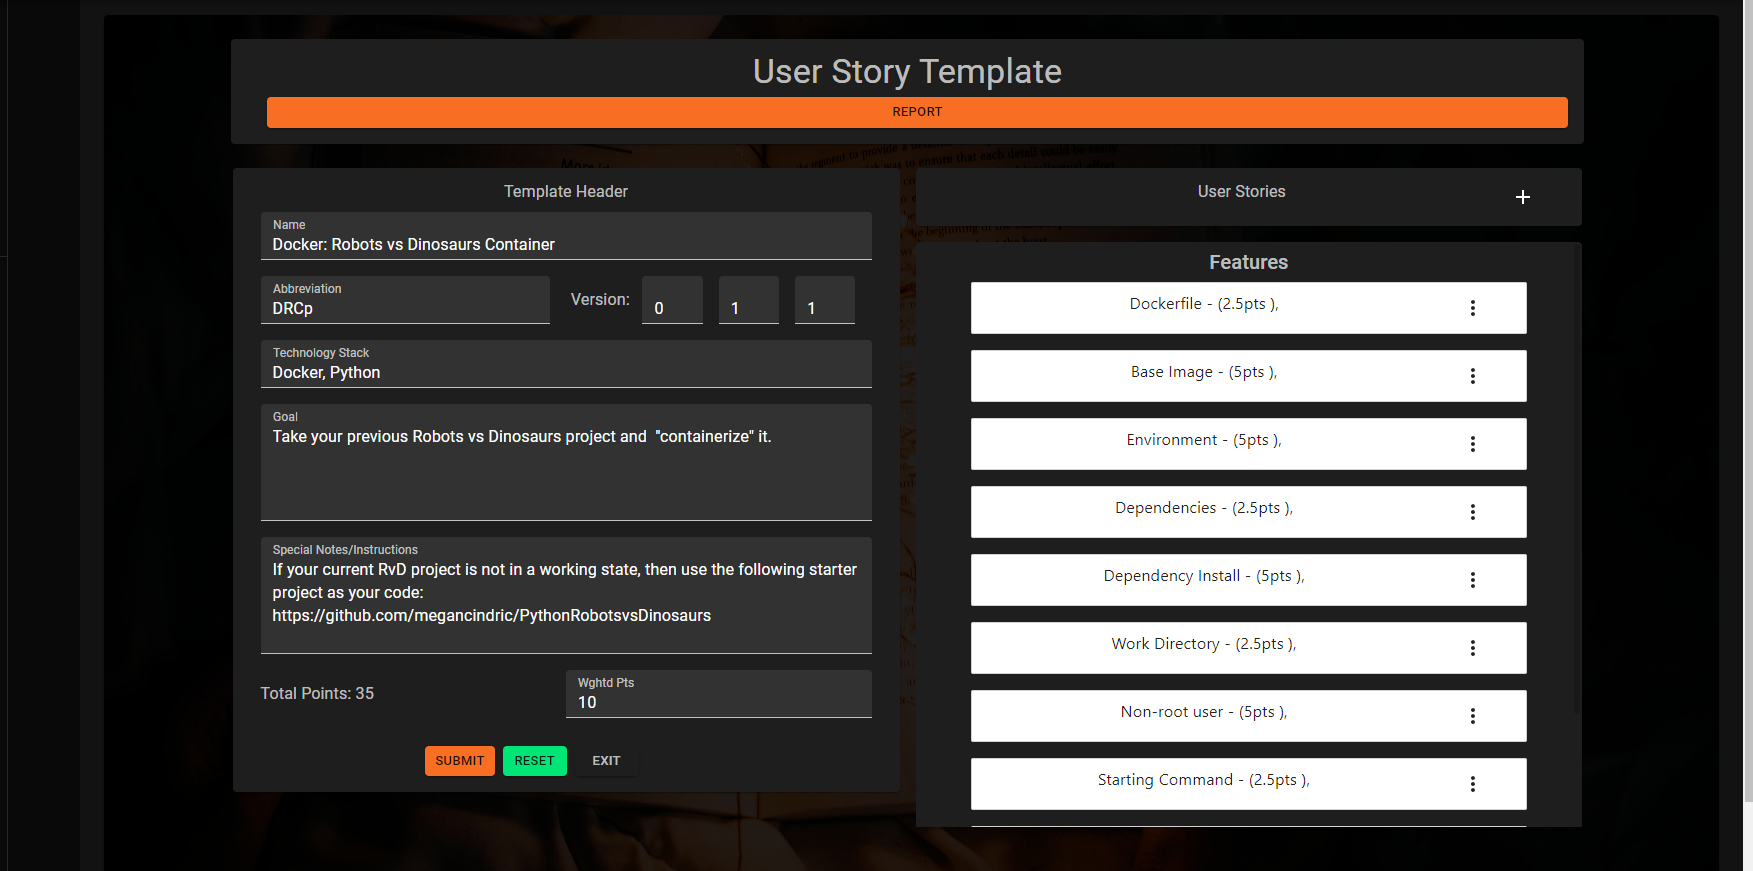 User Story Template
REPORT
Template Header
Name
Docker: Robots vs Dinosaurs Container
Abbreviation
DRCp
Version:
0
1
1
Technology Stack
Docker, Python
Goal
Take your previous Robots vs Dinosaurs project and  "containerize" it.
Special Notes/Instructions
If your current RvD project is not in a working state, then use the following starter
project as your code:
https://github.com/megancindric/PythonRobotsvsDinosaurs
Total Points: 35
Wghtd Pts
10
SUBMIT
RESET
EXIT
User Stories
+
Features
Dockerfile - (2.5pts ),
Base Image - (5pts ),
Environment - (5pts ),
Dependencies - (2.5pts ),
Dependency Install - (5pts ),
Work Directory - (2.5pts ),
Non-root user - (5pts ),
Starting Command - (2.5pts ),